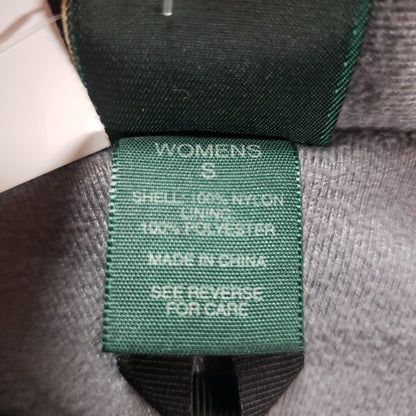 WOMENS
S
SHELL: 100% NYLON
LINING:
100% POLYESTER
MADE IN CHINA
SEE REVERSE
FOR CARE